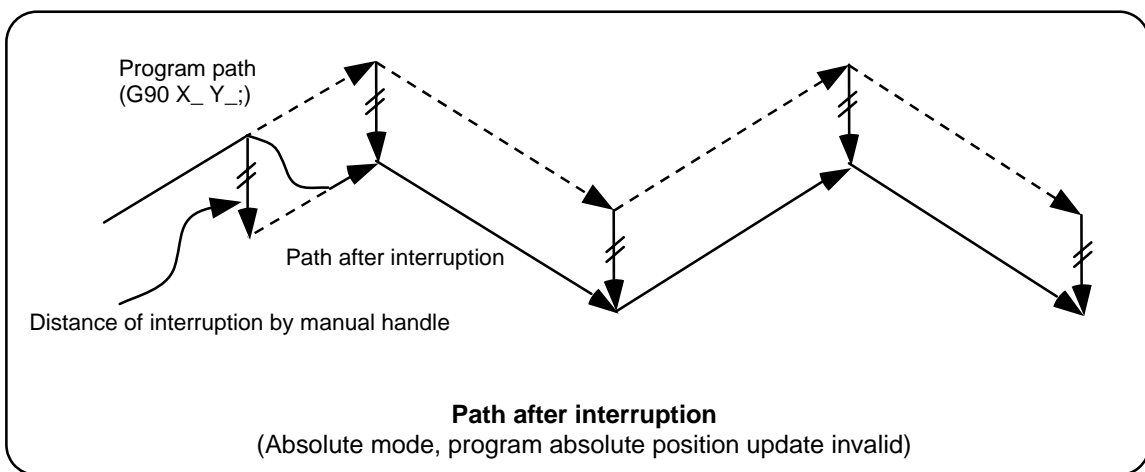 Program path
(G90 X_ Y_;)
Path after interruption
Distance of interruption by manual handle
Path after interruption
(Absolute mode, program absolute position update invalid)